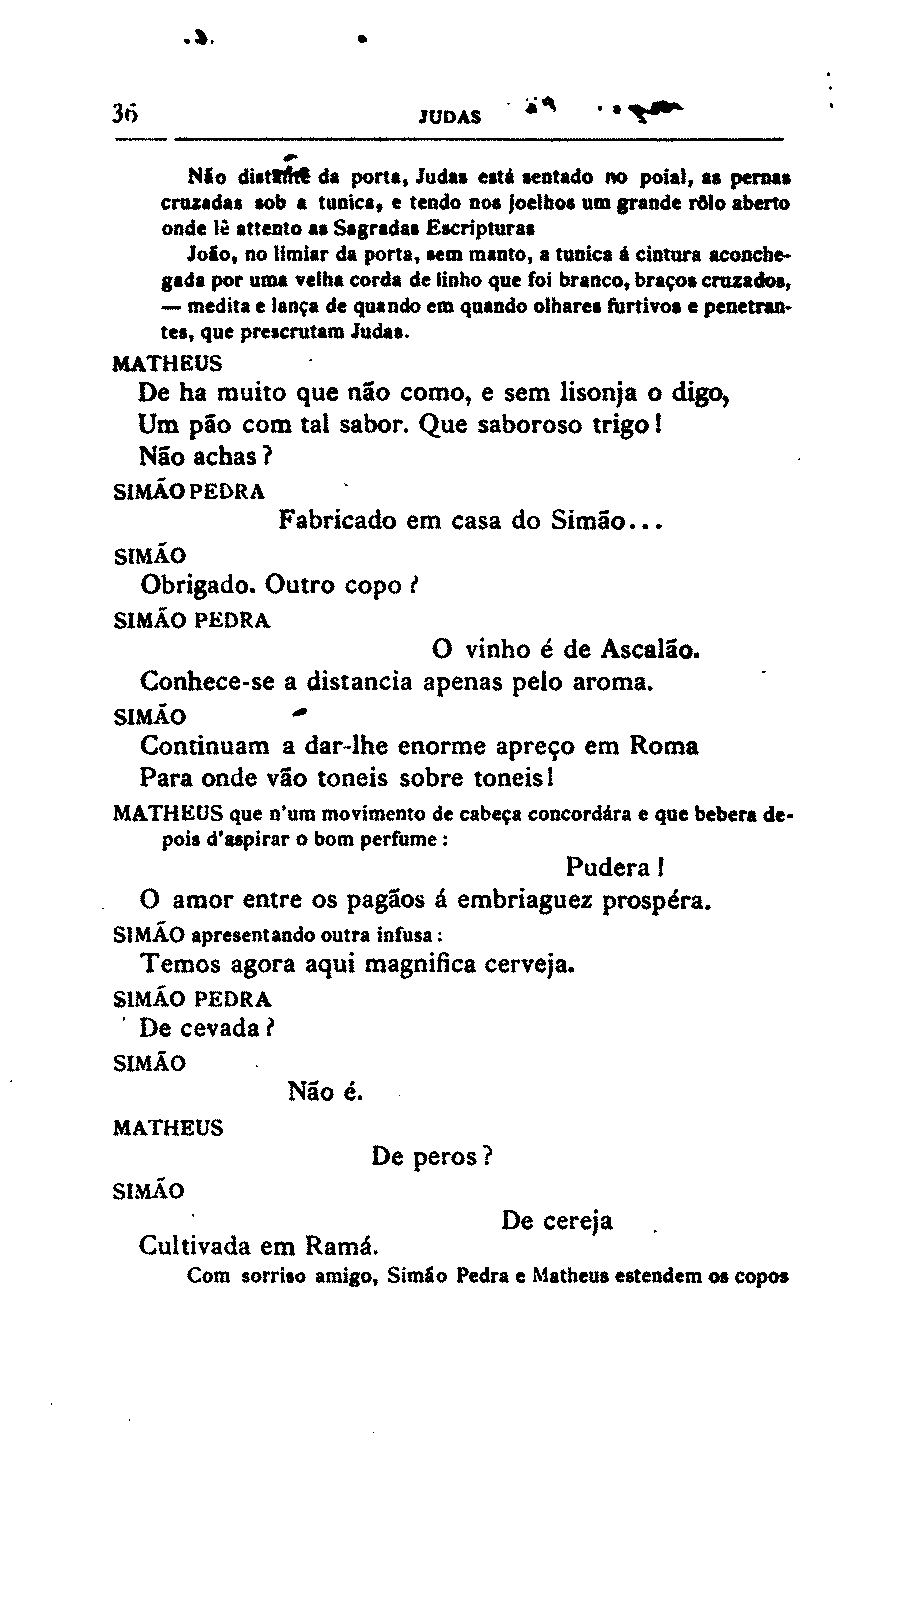 36
JUDAS
Não distante da porta, Judas está sentado no poial, as pernas
cruzadas sob a tunica, e tendo nos joelhos um grande rôlo aberto
onde lê attento as Sagradas Escripturas
João, no limiar da porta, sem manto, a tunica á cintura aconche-
gada por uma velha corda de linho que foi branco, braços cruzados,
— medita e lança de quando em quando olhares furtivos e penetran-
tes, que prescrutam Judas.
MATHEUS
De ha muito que não como, e sem lisonja o digo,
Um pão com tal sabor. Que saboroso trigo!
Não achas?
SIMÃO PEDRA
Fabricado em casa do Simão...
SIMÃO
Obrigado. Outro copo?
SIMÃO PEDRA
O vinho é de Ascalão.
Conhece-se a distancia apenas pelo aroma.
SIMÃO
Continuam a dar-lhe enorme apreço em Roma
Para onde vão toneis sobre toneis!
MATHEUS que n'um movimento de cabeça concordára e que bebera de-
pois d'aspirar o bom perfume:
Pudera!
O amor entre os pagãos á embriaguez prospéra.
SIMÃO apresentando outra infusa:
Temos agora aqui magnifica cerveja.
SIMÃO PEDRA
De cevada?
SIMÃO
Não é.
MATHEUS
De peros?
SIMÃO
De cereja
Cultivada em Ramá.
Com sorriso amigo, Simão Pedra e Matheus estendem os copos